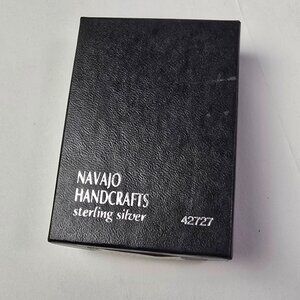 NAVAJO
HANDCRAFTS
sterling silver 42727